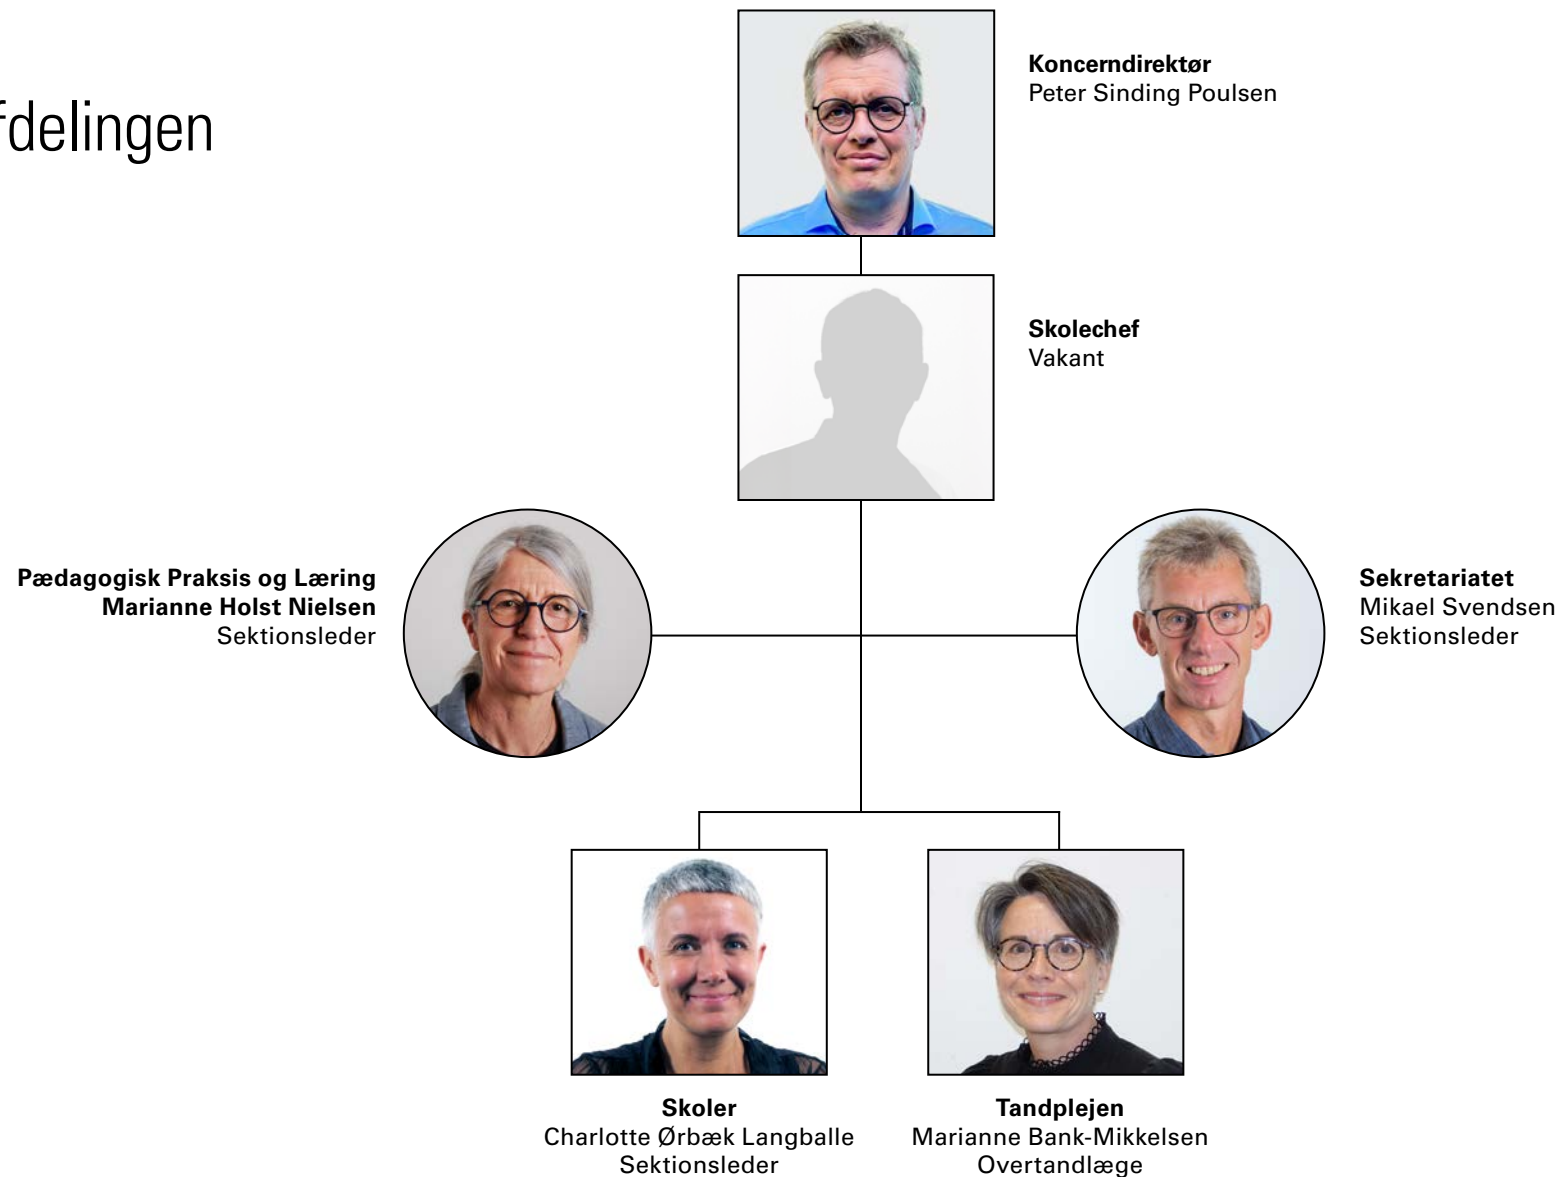 fdelingen
Koncerndirektør
Peter Sinding Poulsen
Skolechef
Vakant
Pædagogisk Praksis og Læring
Marianne Holst Nielsen
Sektionsleder
Sekretariatet
Mikael Svendsen
Sektionsleder
Skoler
Charlotte Ørbæk Langballe
Sektionsleder
Tandplejen
Marianne Bank-Mikkelsen
Overtandlæge